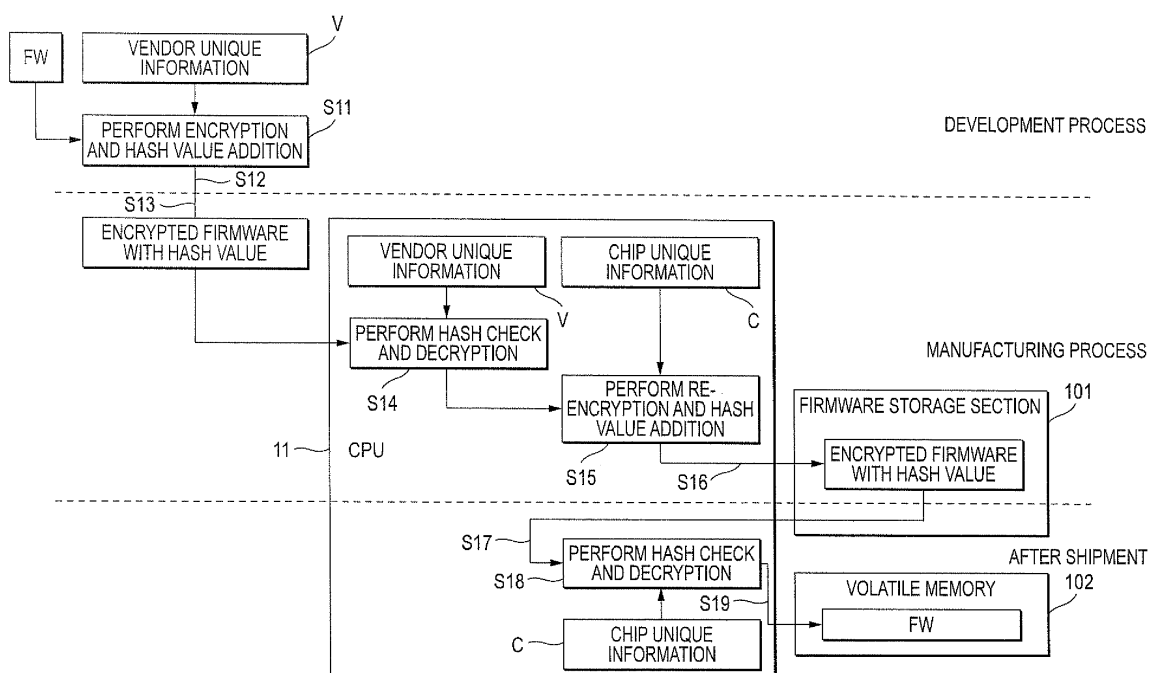 FW
VENDOR UNIQUE
INFORMATION
V
S11
PERFORM ENCRYPTION
AND HASH VALUE ADDITION
DEVELOPMENT PROCESS
S12
S13
ENCRYPTED FIRMWARE
WITH HASH VALUE
VENDOR UNIQUE
INFORMATION
CHIP UNIQUE
INFORMATION
V
C
PERFORM HASH CHECK
AND DECRYPTION
MANUFACTURING PROCESS
S14
PERFORM RE-
ENCRYPTION AND HASH
VALUE ADDITION
FIRMWARE STORAGE SECTION
101
11
CPU
S15
S16
ENCRYPTED FIRMWARE
WITH HASH VALUE
S17
PERFORM HASH CHECK
AND DECRYPTION
S18
S19
AFTER SHIPMENT
VOLATILE MEMORY
102
FW
C
CHIP UNIQUE
INFORMATION